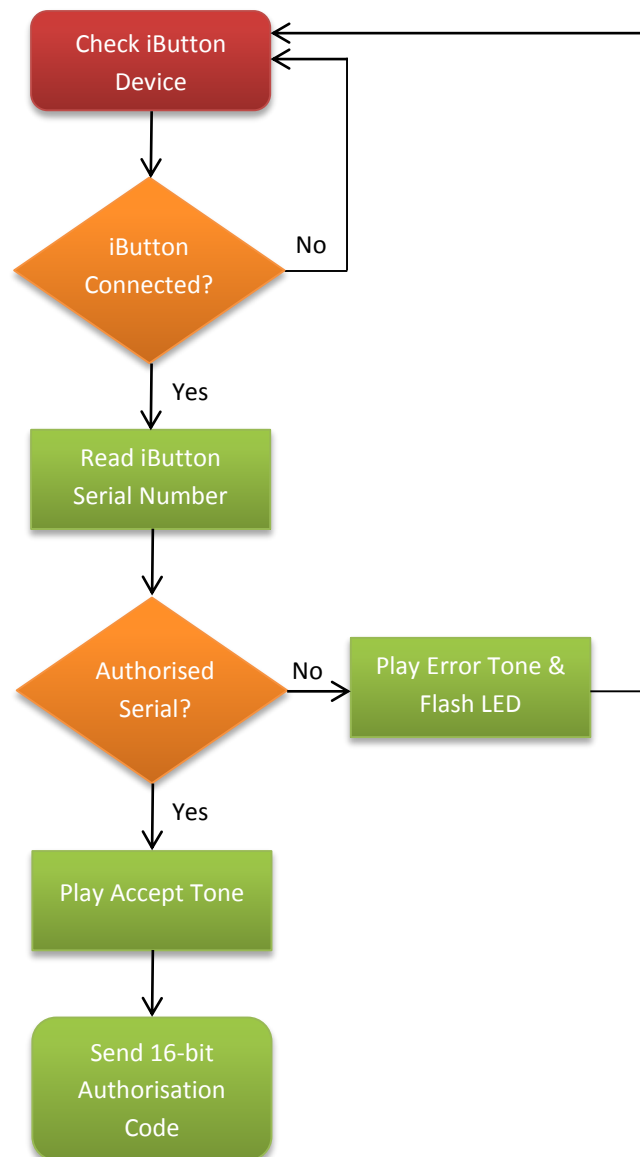 Check iButton
Device
iButton
Connected?
No
Yes
Read iButton
Serial Number
Authorised
Serial?
No
Play Error Tone &
Flash LED
Yes
Play Accept Tone
Send 16-bit
Authorisation
Code